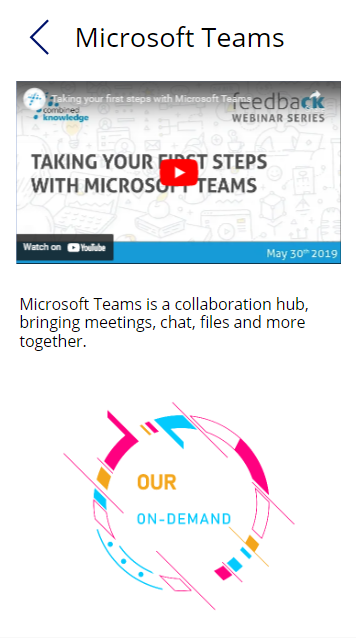 Microsoft Teams
Taking your first steps with Microsoft Teams
combined
knowledge
feedback
WEBINAR SERIES
TAKING YOUR FIRST STEPS
WITH MICROSOFT TEAMS
Watch on YouTube
May 30th 2019
Microsoft Teams is a collaboration hub,
bringing meetings, chat, files and more
together.
OUR
ON-DEMAND